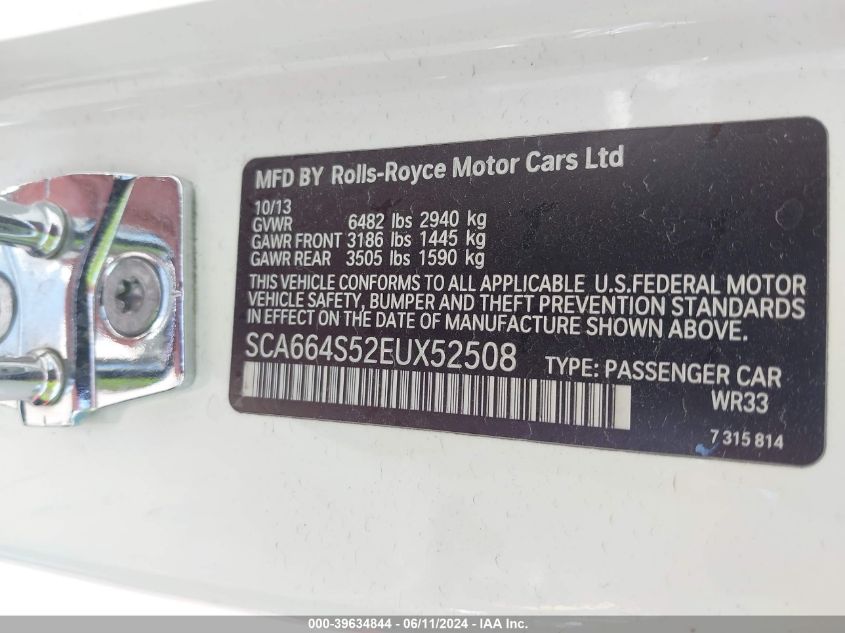 MFD BY Rolls-Royce Motor Cars Ltd
10/13
GVWR 6482 lbs 2940 kg
GAWR FRONT 3186 lbs 1445 kg
GAWR REAR 3505 lbs 1590 kg
THIS VEHICLE CONFORMS TO ALL APPLICABLE U.S.FEDERAL MOTOR
VEHICLE SAFETY, BUMPER AND THEFT PREVENTION STANDARDS
IN EFFECT ON THE DATE OF MANUFACTURE SHOWN ABOVE.
SCA664S52EUX52508 TYPE: PASSENGER CAR
WR33
7 315 814
000-39634844 - 06/11/2024 - IAA Inc.